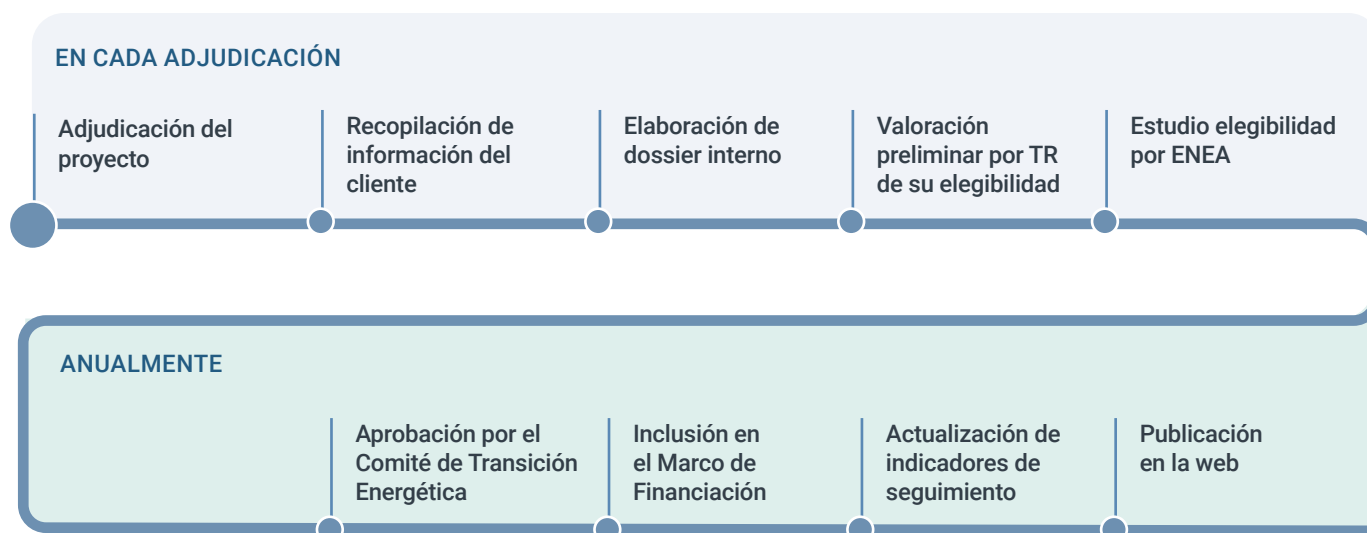 EN CADA ADJUDICACIÓN
Adjudicación del
proyecto
Recopilación de
información del
cliente
Elaboración de
dossier interno
Valoración
preliminar por TR
de su elegibilidad
Estudio elegibilidad
por ENEA
ANUALMENTE
Aprobación por el
Comité de Transición
Energética
Inclusión en
el Marco de
Financiación
Actualización de
indicadores de
seguimiento
Publicación
en la web